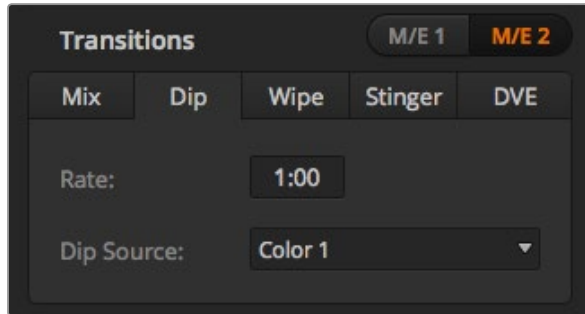 Transitions M/E 1 M/E 2
Mix Dip Wipe Stinger DVE
Rate: 1:00
Dip Source: Color 1